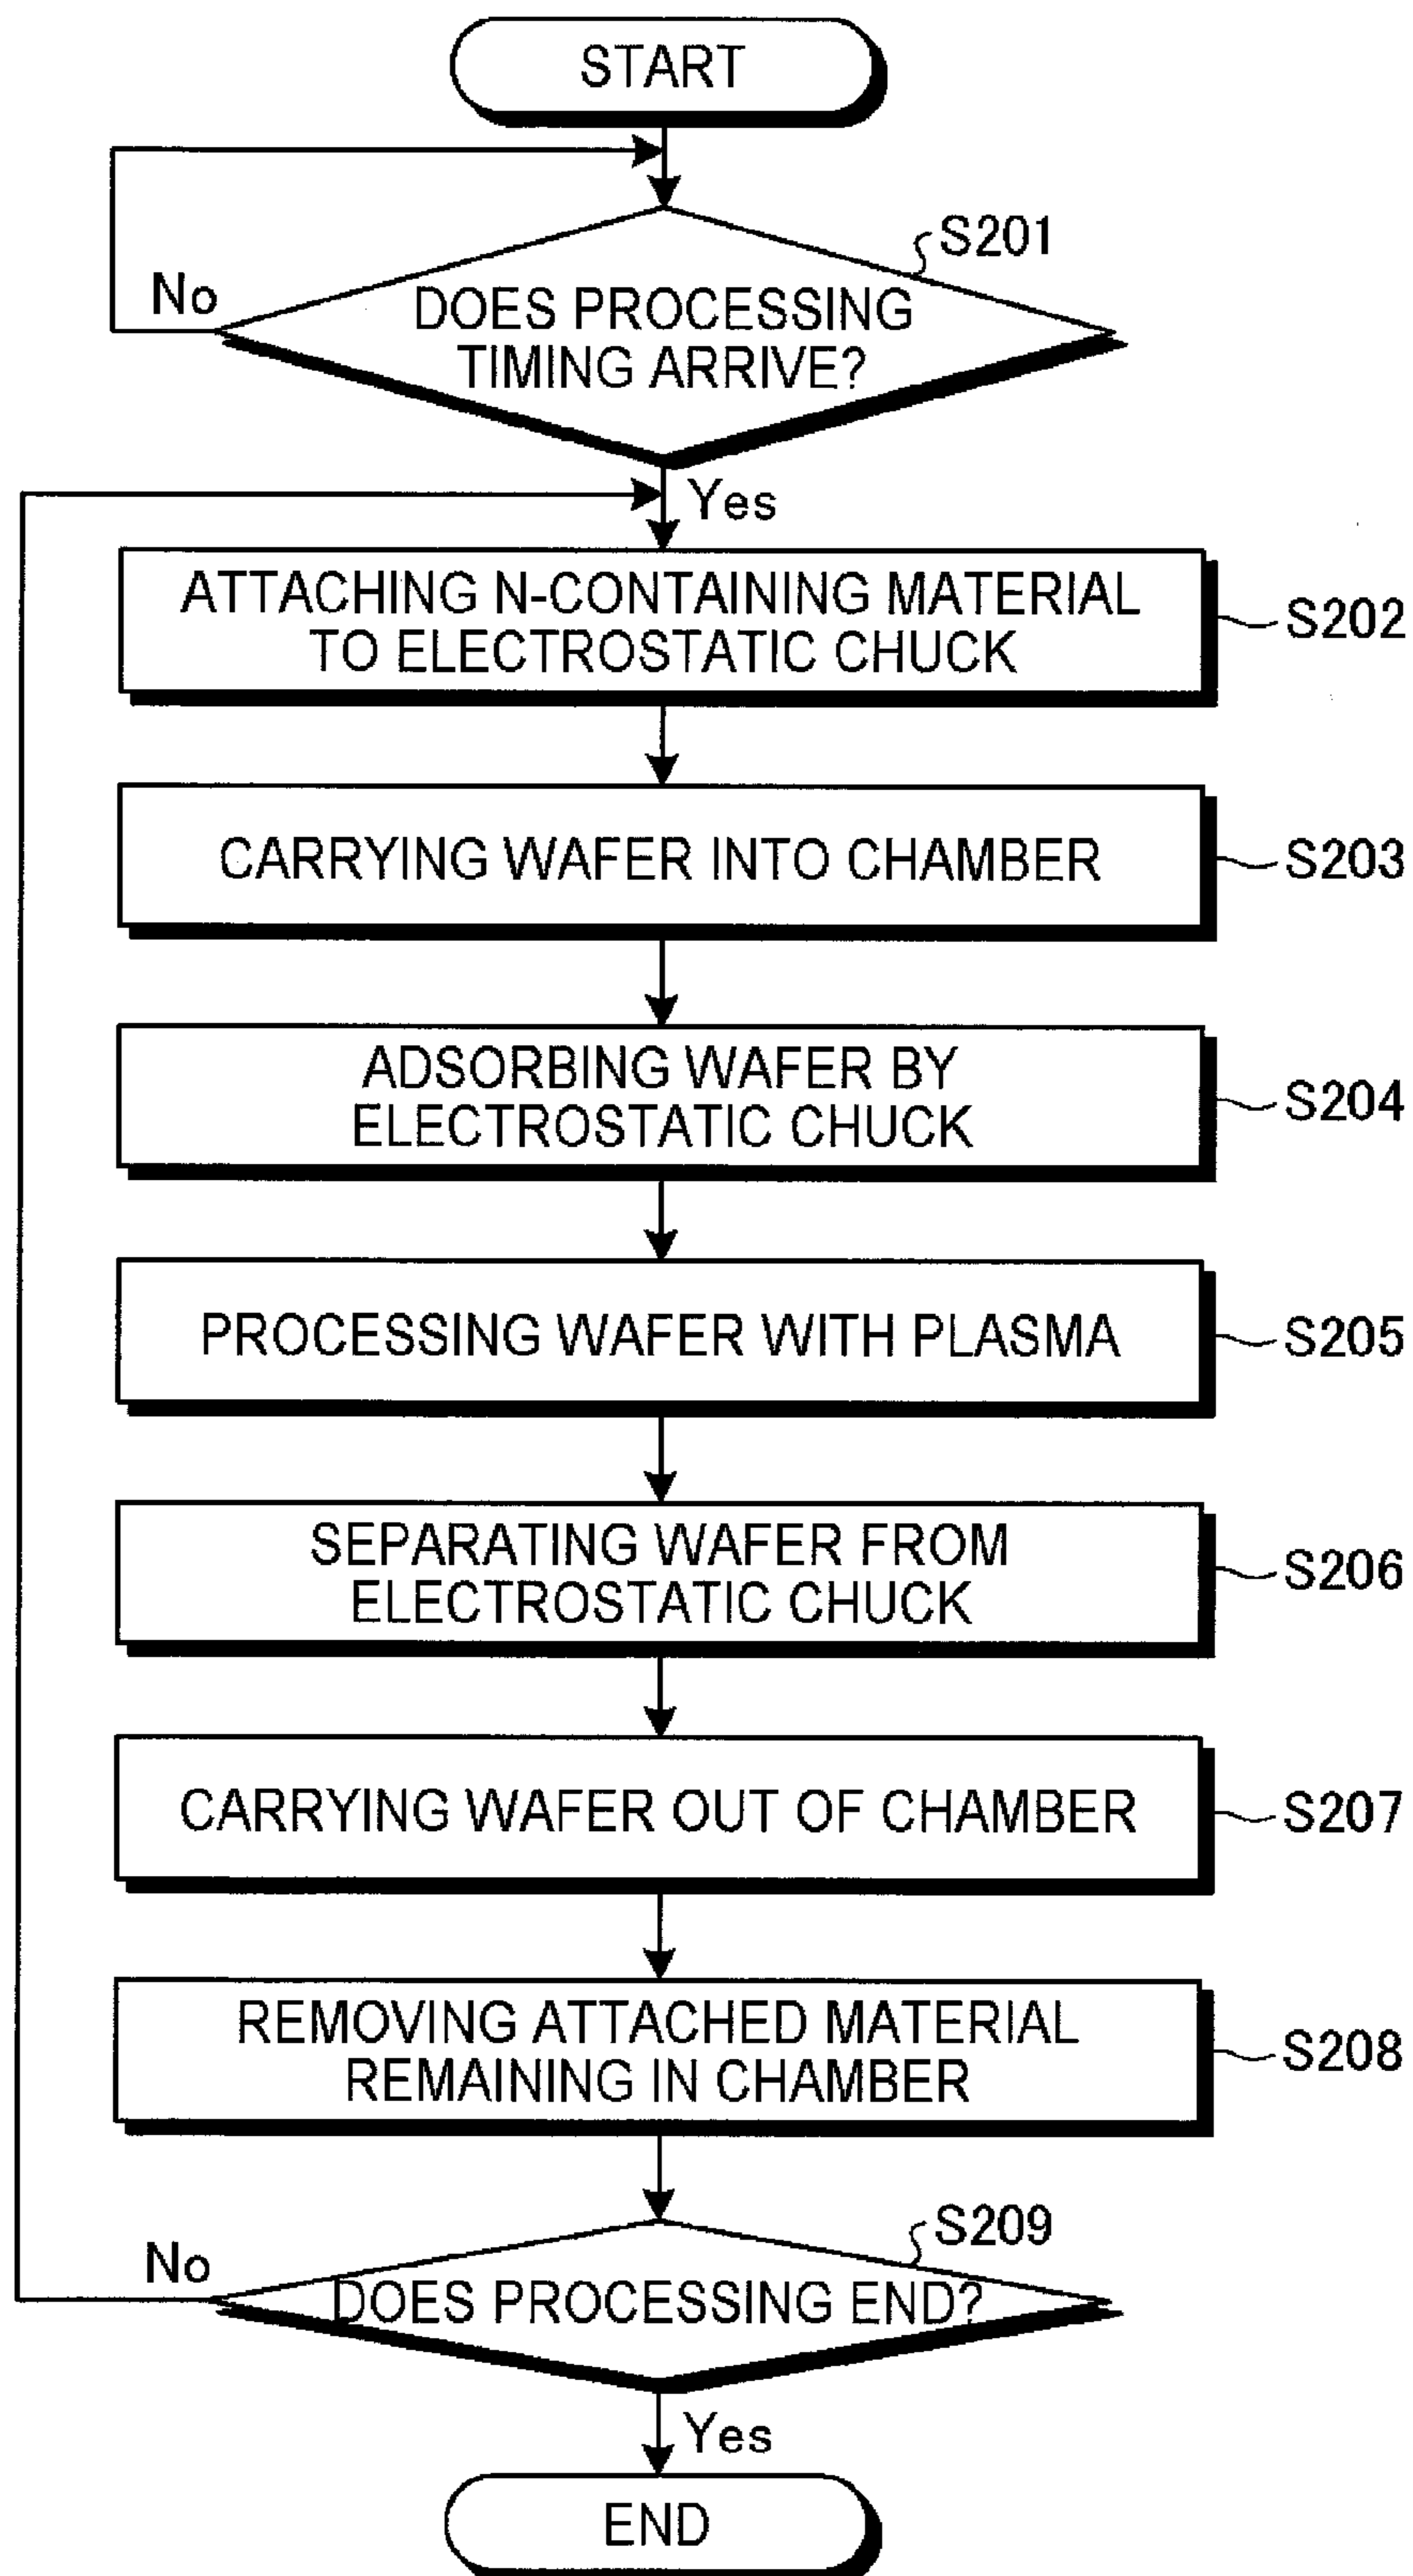 START
S201
No
DOES PROCESSING
TIMING ARRIVE?
Yes
ATTACHING N-CONTAINING MATERIAL
TO ELECTROSTATIC CHUCK
S202
CARRYING WAFER INTO CHAMBER
S203
ADSORBING WAFER BY
ELECTROSTATIC CHUCK
S204
PROCESSING WAFER WITH PLASMA
S205
SEPARATING WAFER FROM
ELECTROSTATIC CHUCK
S206
CARRYING WAFER OUT OF CHAMBER
S207
REMOVING ATTACHED MATERIAL
REMAINING IN CHAMBER
S208
S209
No
DOES PROCESSING END?
Yes
END